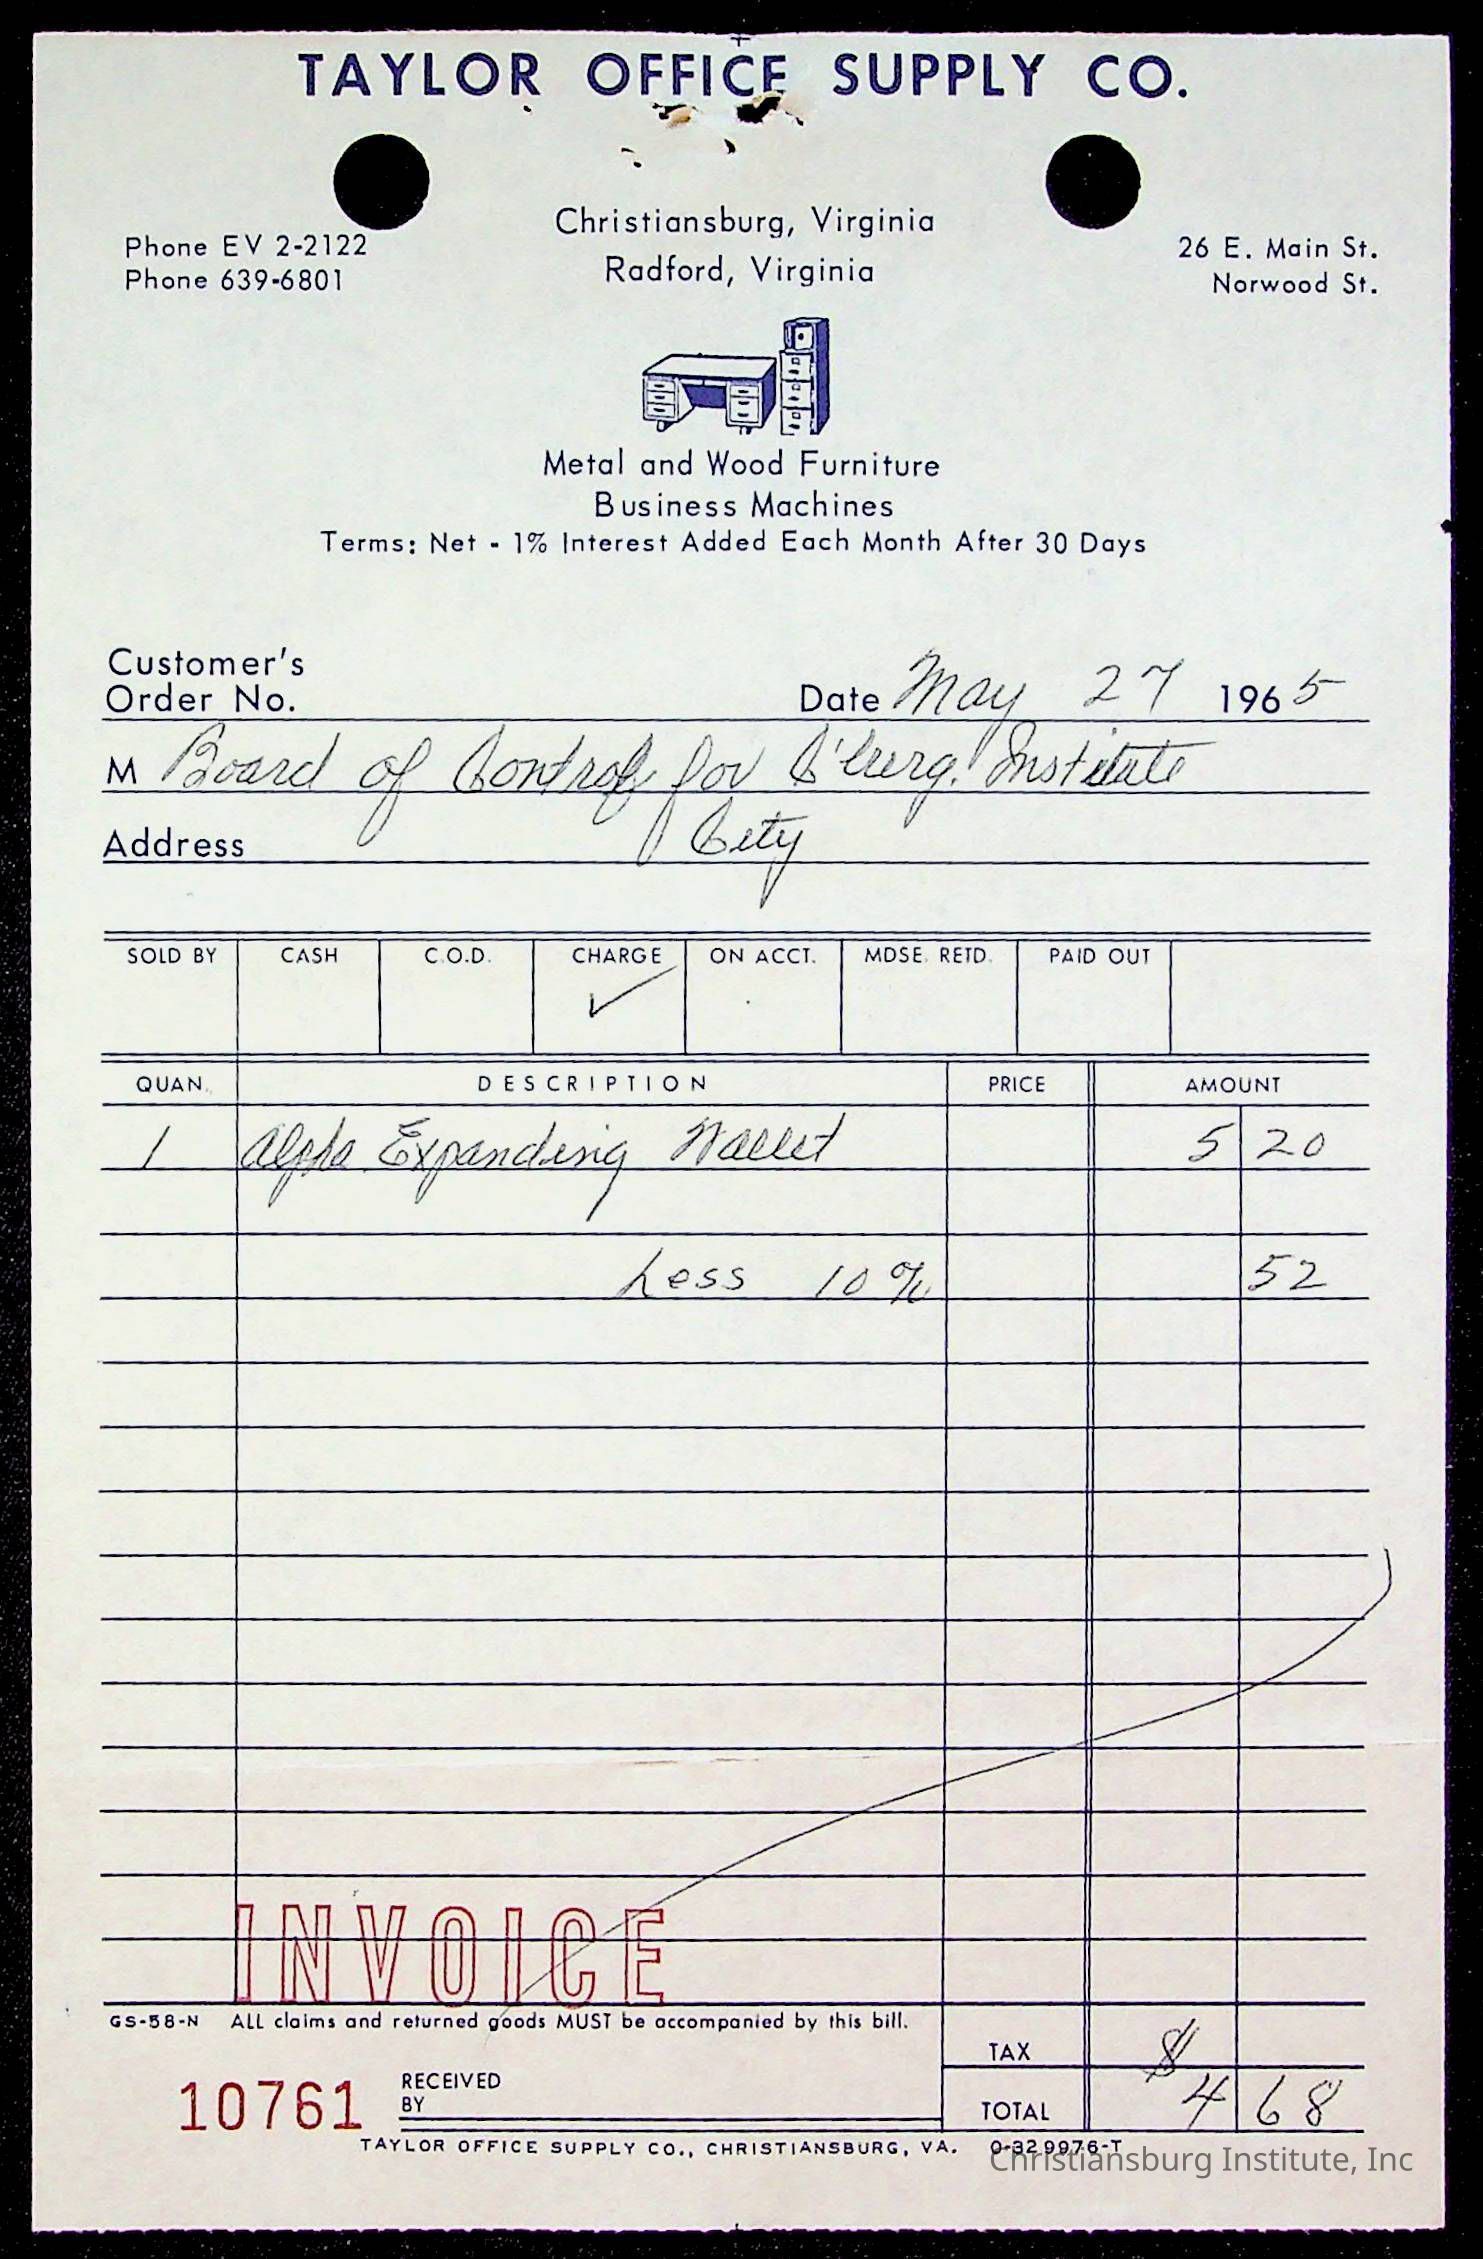 TAYLOR OFFICE SUPPLY CO.
Christiansburg, Virginia
Radford, Virginia
Phone EV 2-2122
Phone 639-6801
26 E. Main St.
Norwood St.
Metal and Wood Furniture
Business Machines
Terms: Net - 1% Interest Added Each Month After 30 Days
Customer's
Order No.
Date May 27 1965
M Board of Control for C'burg. Institute
Address City
SOLD BY CASH C.O.D. CHARGE ON ACCT. MDSE. RETD. PAID OUT
✓
QUAN. DESCRIPTION PRICE AMOUNT
1 Alpha Expanding Wallet 5 20
Less 10% 52
INVOICE
GS-58-N ALL claims and returned goods MUST be accompanied by this bill.
TAX
$
10761 RECEIVED
BY
TOTAL 4 68
TAYLOR OFFICE SUPPLY CO., CHRISTIANSBURG, VA. 0-329976-T
Christiansburg Institute, Inc